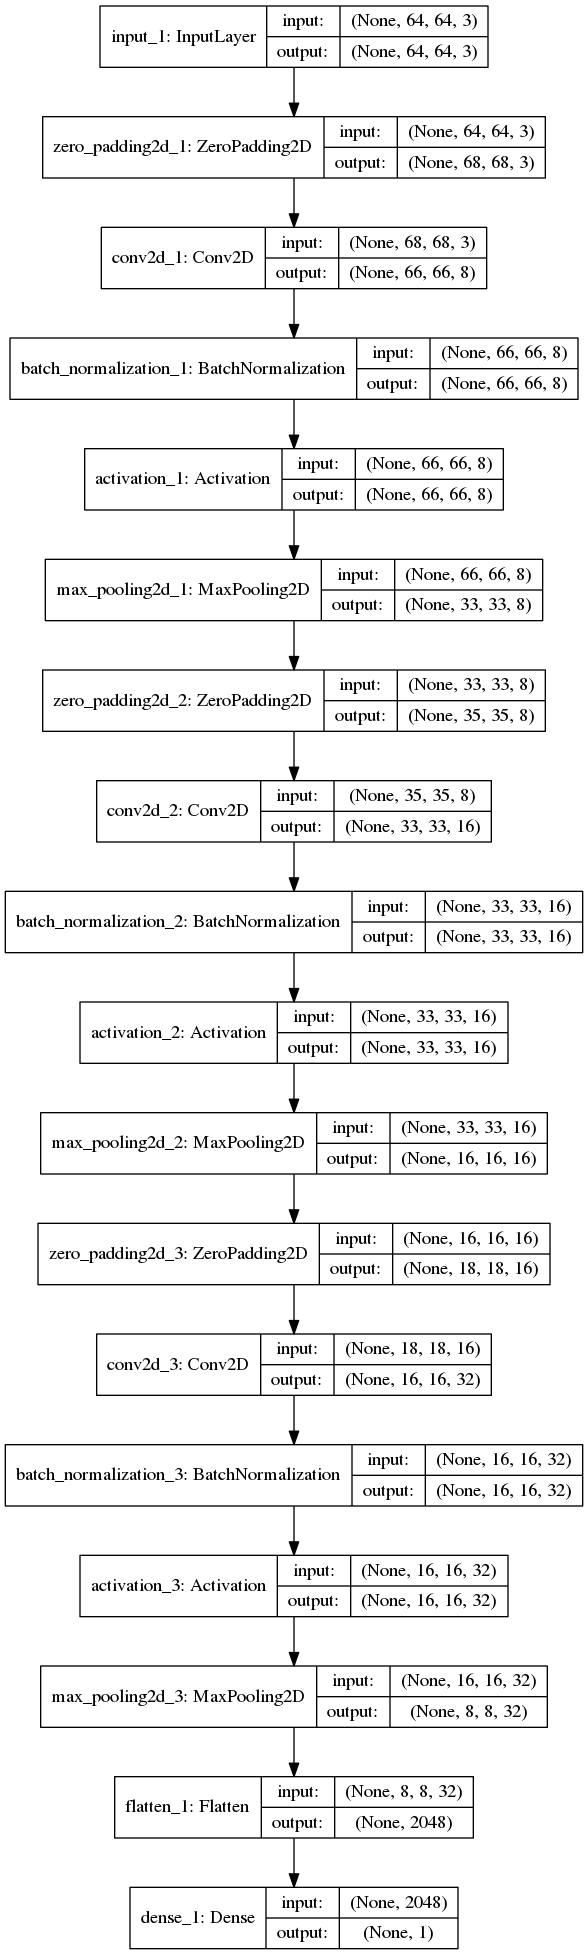 input_1: InputLayer
input: (None, 64, 64, 3)
output: (None, 64, 64, 3)
zero_padding2d_1: ZeroPadding2D
input: (None, 64, 64, 3)
output: (None, 68, 68, 3)
conv2d_1: Conv2D
input: (None, 68, 68, 3)
output: (None, 66, 66, 8)
batch_normalization_1: BatchNormalization
input: (None, 66, 66, 8)
output: (None, 66, 66, 8)
activation_1: Activation
input: (None, 66, 66, 8)
output: (None, 66, 66, 8)
max_pooling2d_1: MaxPooling2D
input: (None, 66, 66, 8)
output: (None, 33, 33, 8)
zero_padding2d_2: ZeroPadding2D
input: (None, 33, 33, 8)
output: (None, 35, 35, 8)
conv2d_2: Conv2D
input: (None, 35, 35, 8)
output: (None, 33, 33, 16)
batch_normalization_2: BatchNormalization
input: (None, 33, 33, 16)
output: (None, 33, 33, 16)
activation_2: Activation
input: (None, 33, 33, 16)
output: (None, 33, 33, 16)
max_pooling2d_2: MaxPooling2D
input: (None, 33, 33, 16)
output: (None, 16, 16, 16)
zero_padding2d_3: ZeroPadding2D
input: (None, 16, 16, 16)
output: (None, 18, 18, 16)
conv2d_3: Conv2D
input: (None, 18, 18, 16)
output: (None, 16, 16, 32)
batch_normalization_3: BatchNormalization
input: (None, 16, 16, 32)
output: (None, 16, 16, 32)
activation_3: Activation
input: (None, 16, 16, 32)
output: (None, 16, 16, 32)
max_pooling2d_3: MaxPooling2D
input: (None, 16, 16, 32)
output: (None, 8, 8, 32)
flatten_1: Flatten
input: (None, 8, 8, 32)
output: (None, 2048)
dense_1: Dense
input: (None, 2048)
output: (None, 1)